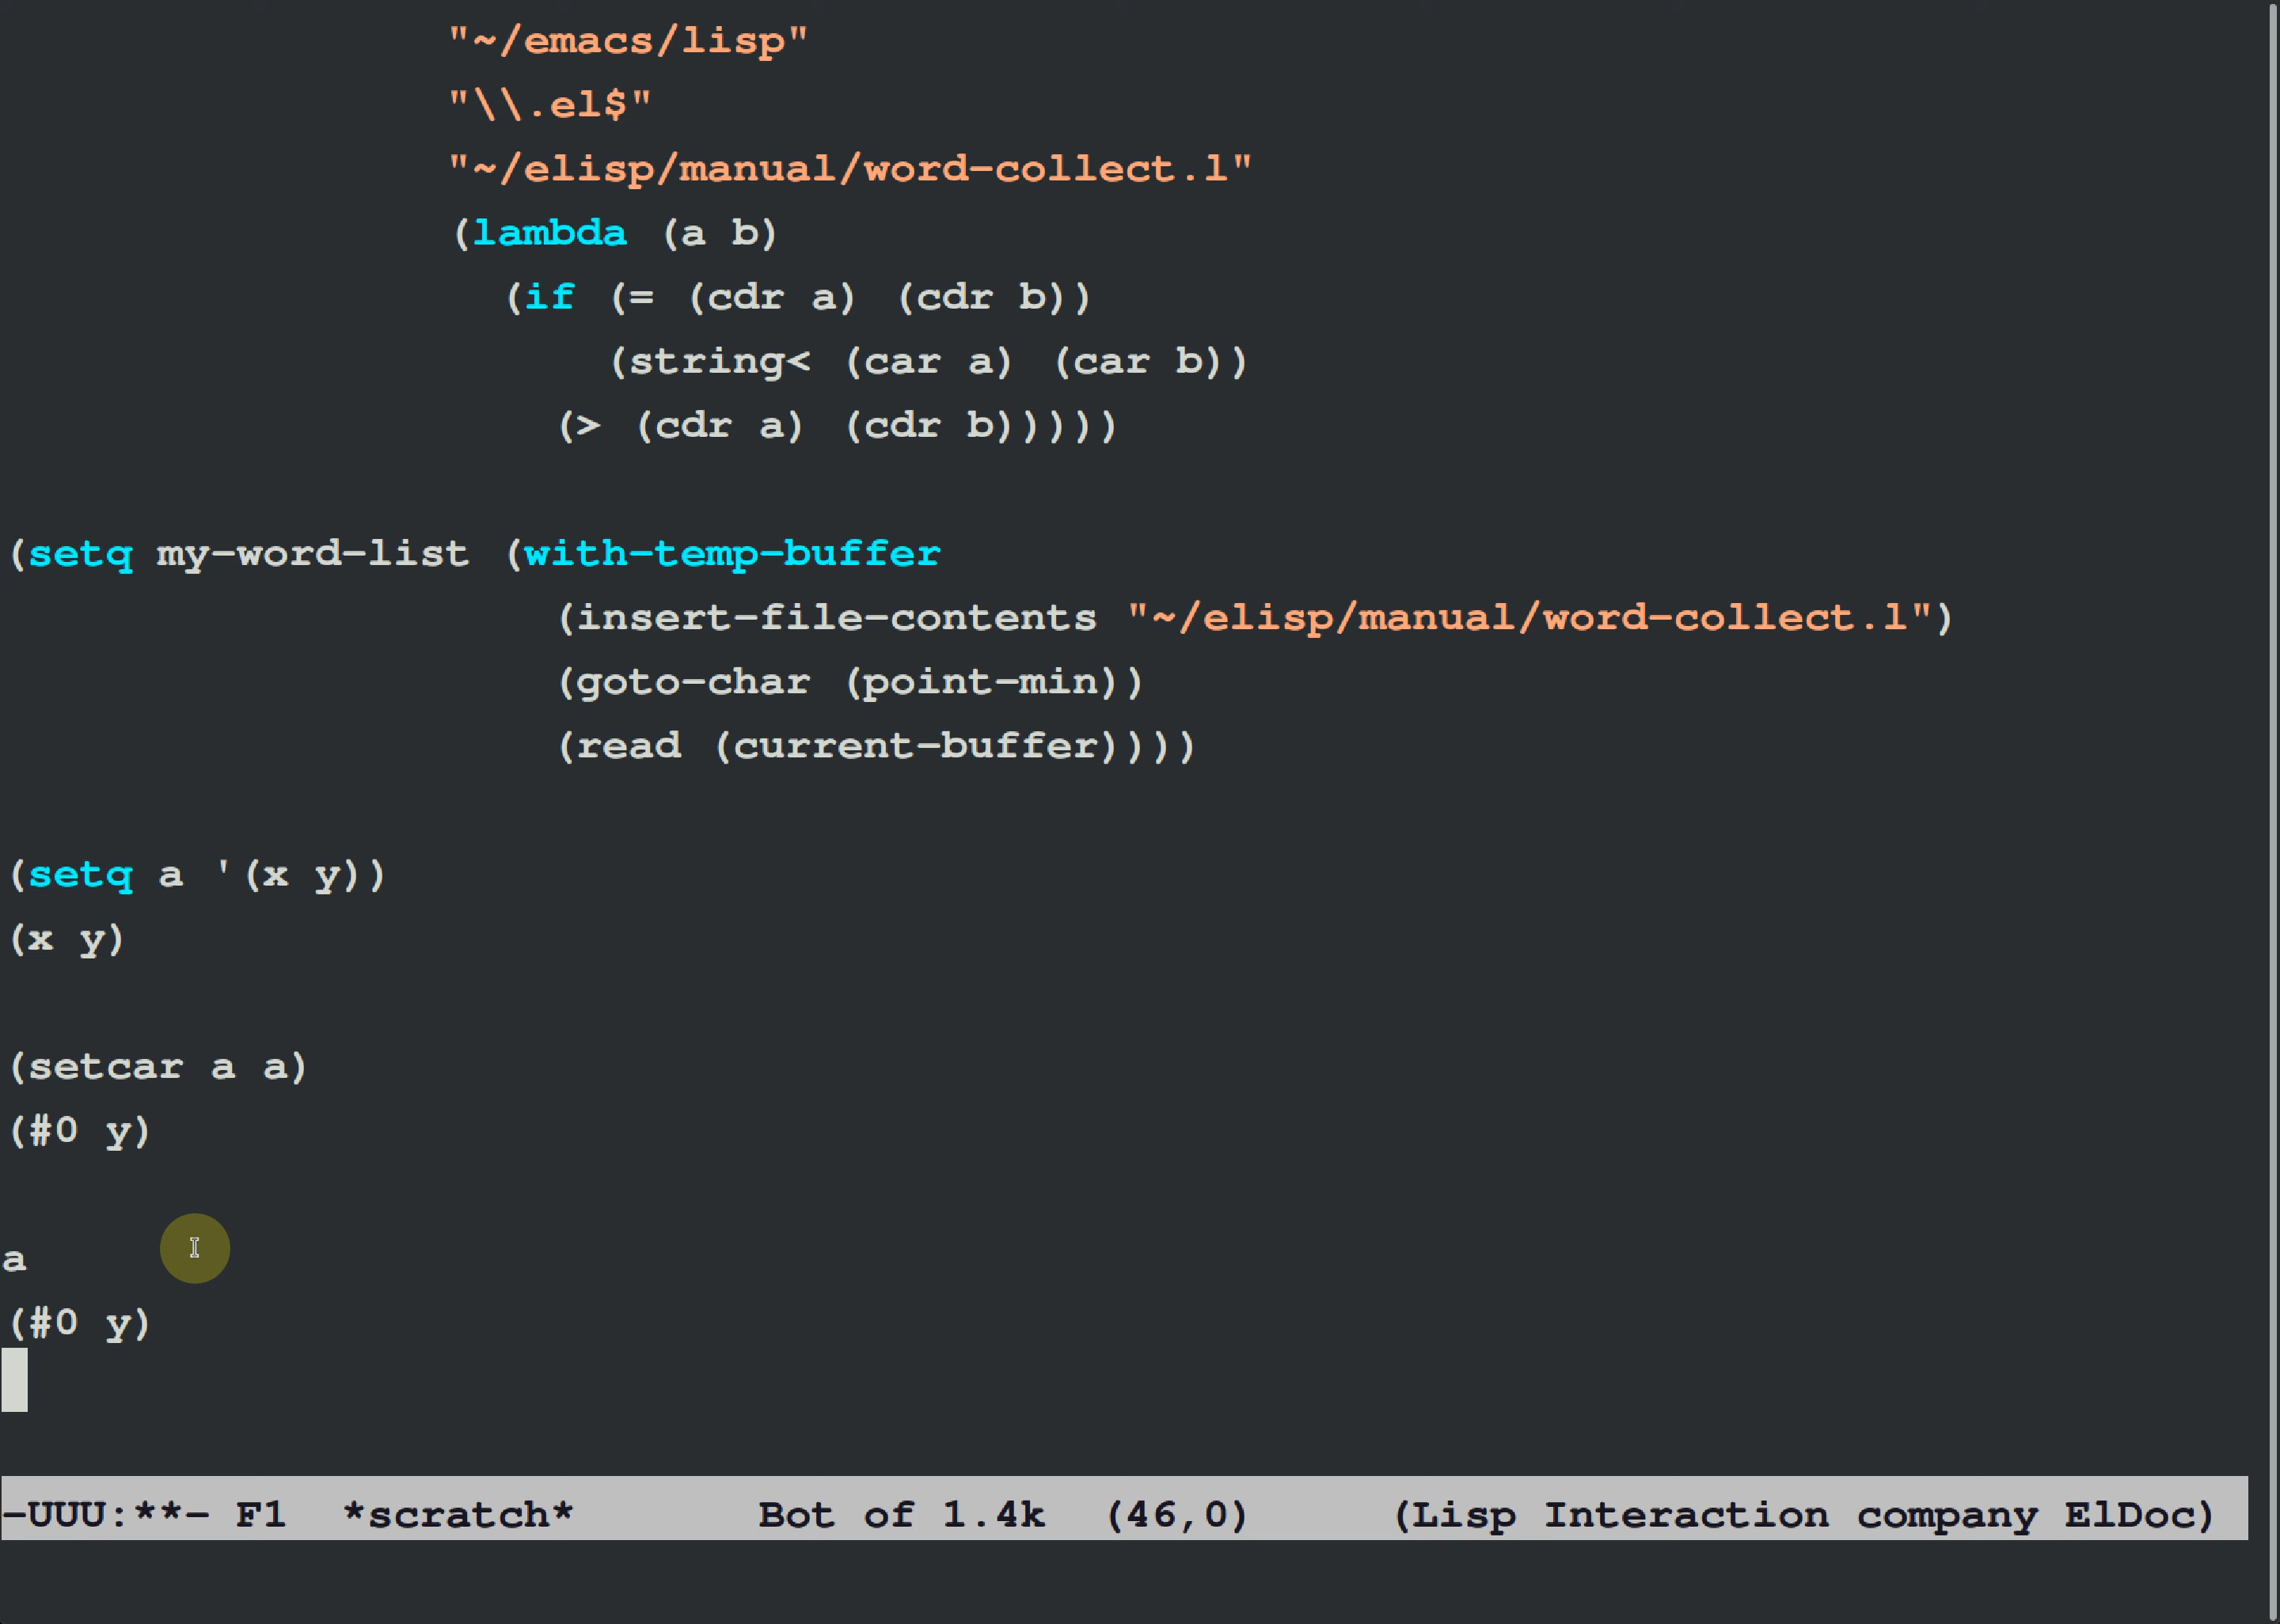 "~/emacs/lisp"
"\\.el$"
"~/elisp/manual/word-collect.l"
(lambda (a b)
(if (= (cdr a) (cdr b))
(string< (car a) (car b))
(> (cdr a) (cdr b)))))
(setq my-word-list (with-temp-buffer
(insert-file-contents "~/elisp/manual/word-collect.l")
(goto-char (point-min))
(read (current-buffer))))
(setq a '(x y))
(x y)
(setcar a a)
(#0 y)
a
(#0 y)
-UUU:**- F1 *scratch* Bot of 1.4k (46,0) (Lisp Interaction company ElDoc)